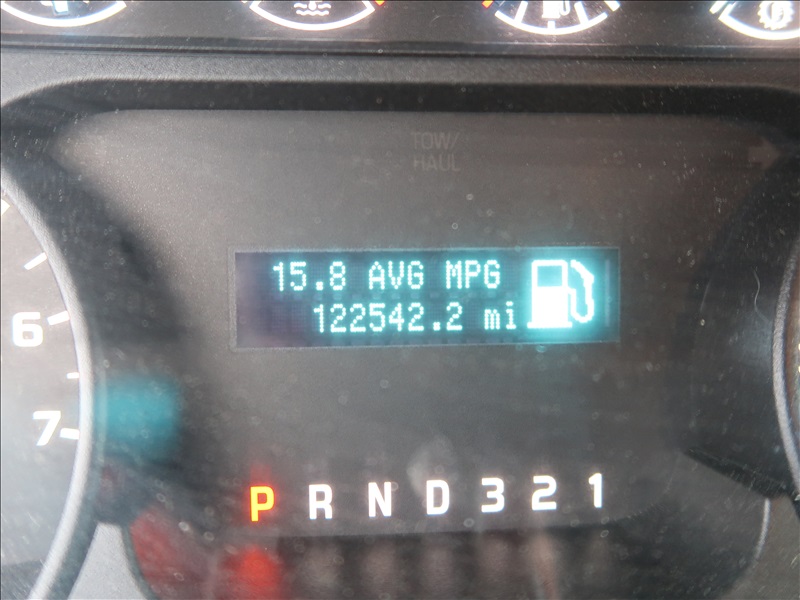 TOW/
HAUL
15.8 AVG MPG
122542.2 mi
6
7
P R N D 3 2 1